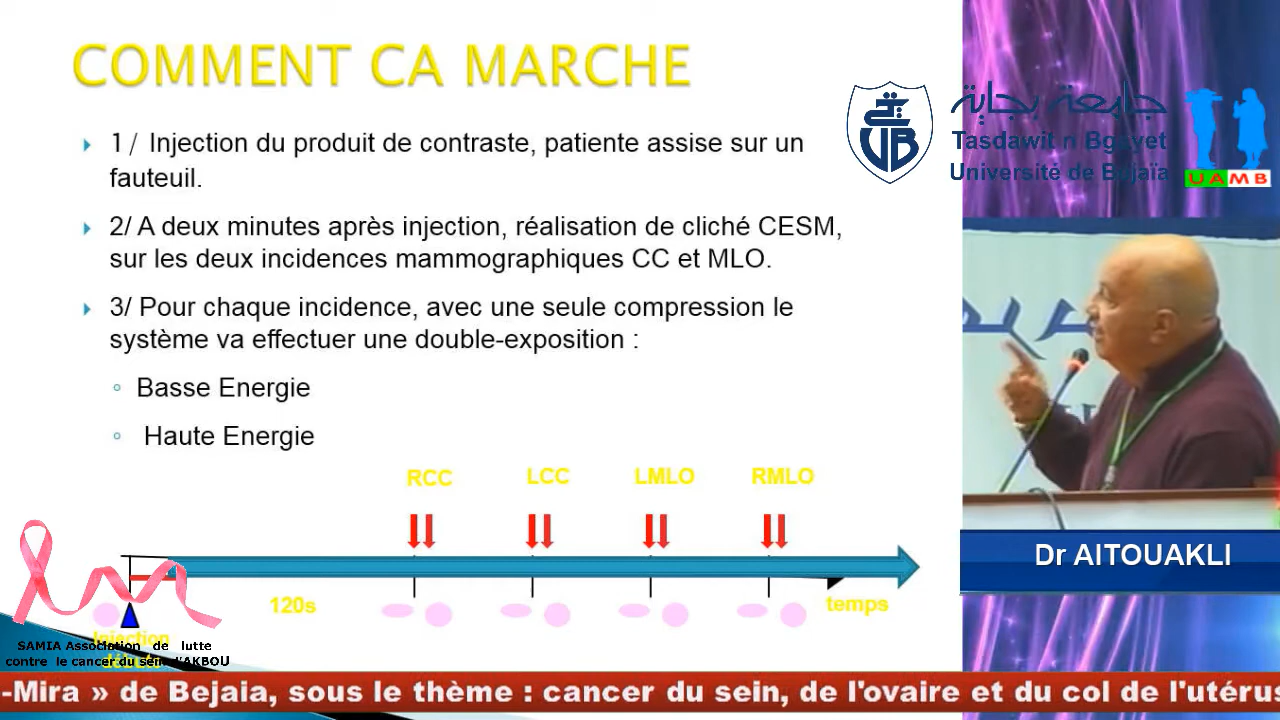 COMMENT CA MARCHE
1/ Injection du produit de contraste, patiente assise sur un
fauteuil.
2/ A deux minutes après injection, réalisation de cliché CESM,
sur les deux incidences mammographiques CC et MLO.
3/ Pour chaque incidence, avec une seule compression le
système va effectuer une double-exposition :
Basse Energie
Haute Energie
RCC LCC LMLO RMLO
120s
temps
Injection
SAMIA Association de lutte
contre le cancer du sein d'AKBOU
جامعة بجاية
Tasdawit n Bgayet
Université de Béjaïa
UAMB
Dr AITOUAKLI
-Mira » de Bejaia, sous le thème : cancer du sein, de l'ovaire et du col de l'utérus